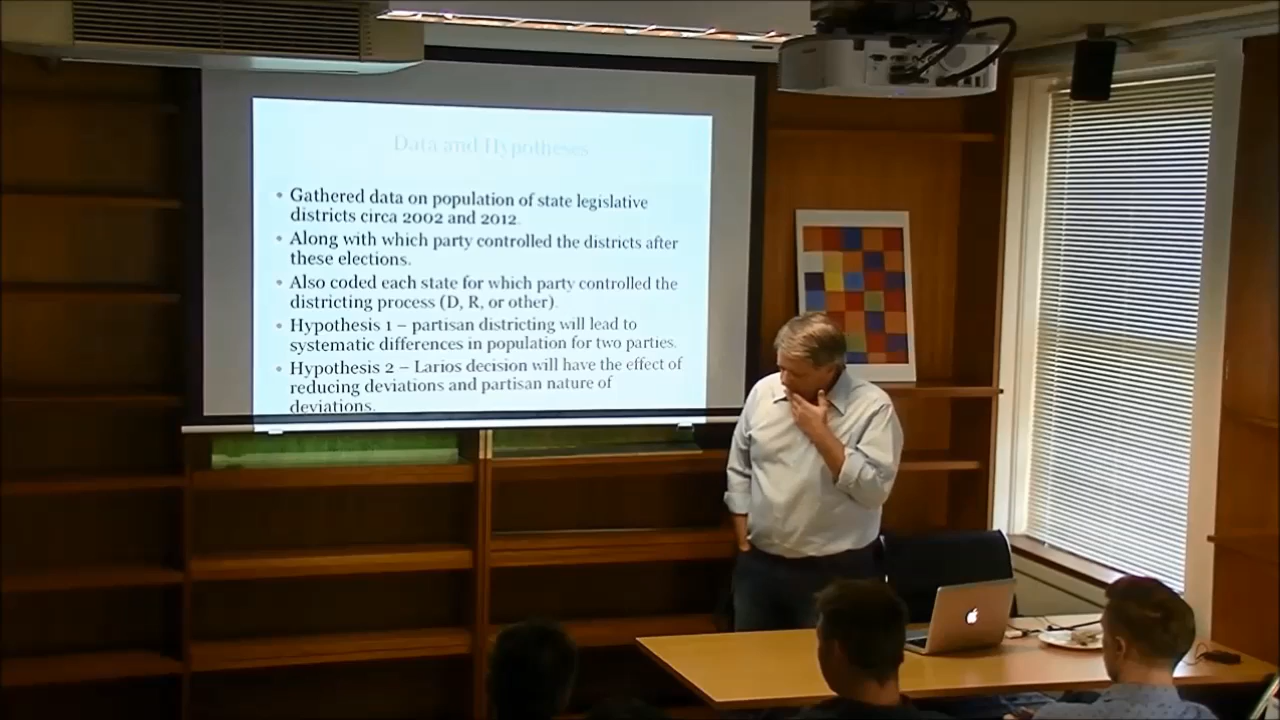 Data and Hypotheses
• Gathered data on population of state legislative
districts circa 2002 and 2012.
• Along with which party controlled the districts after
these elections.
• Also coded each state for which party controlled the
districting process (D, R, or other).
• Hypothesis 1 – partisan districting will lead to
systematic differences in population for two parties.
• Hypothesis 2 – Larios decision will have the effect of
reducing deviations and partisan nature of
deviations.